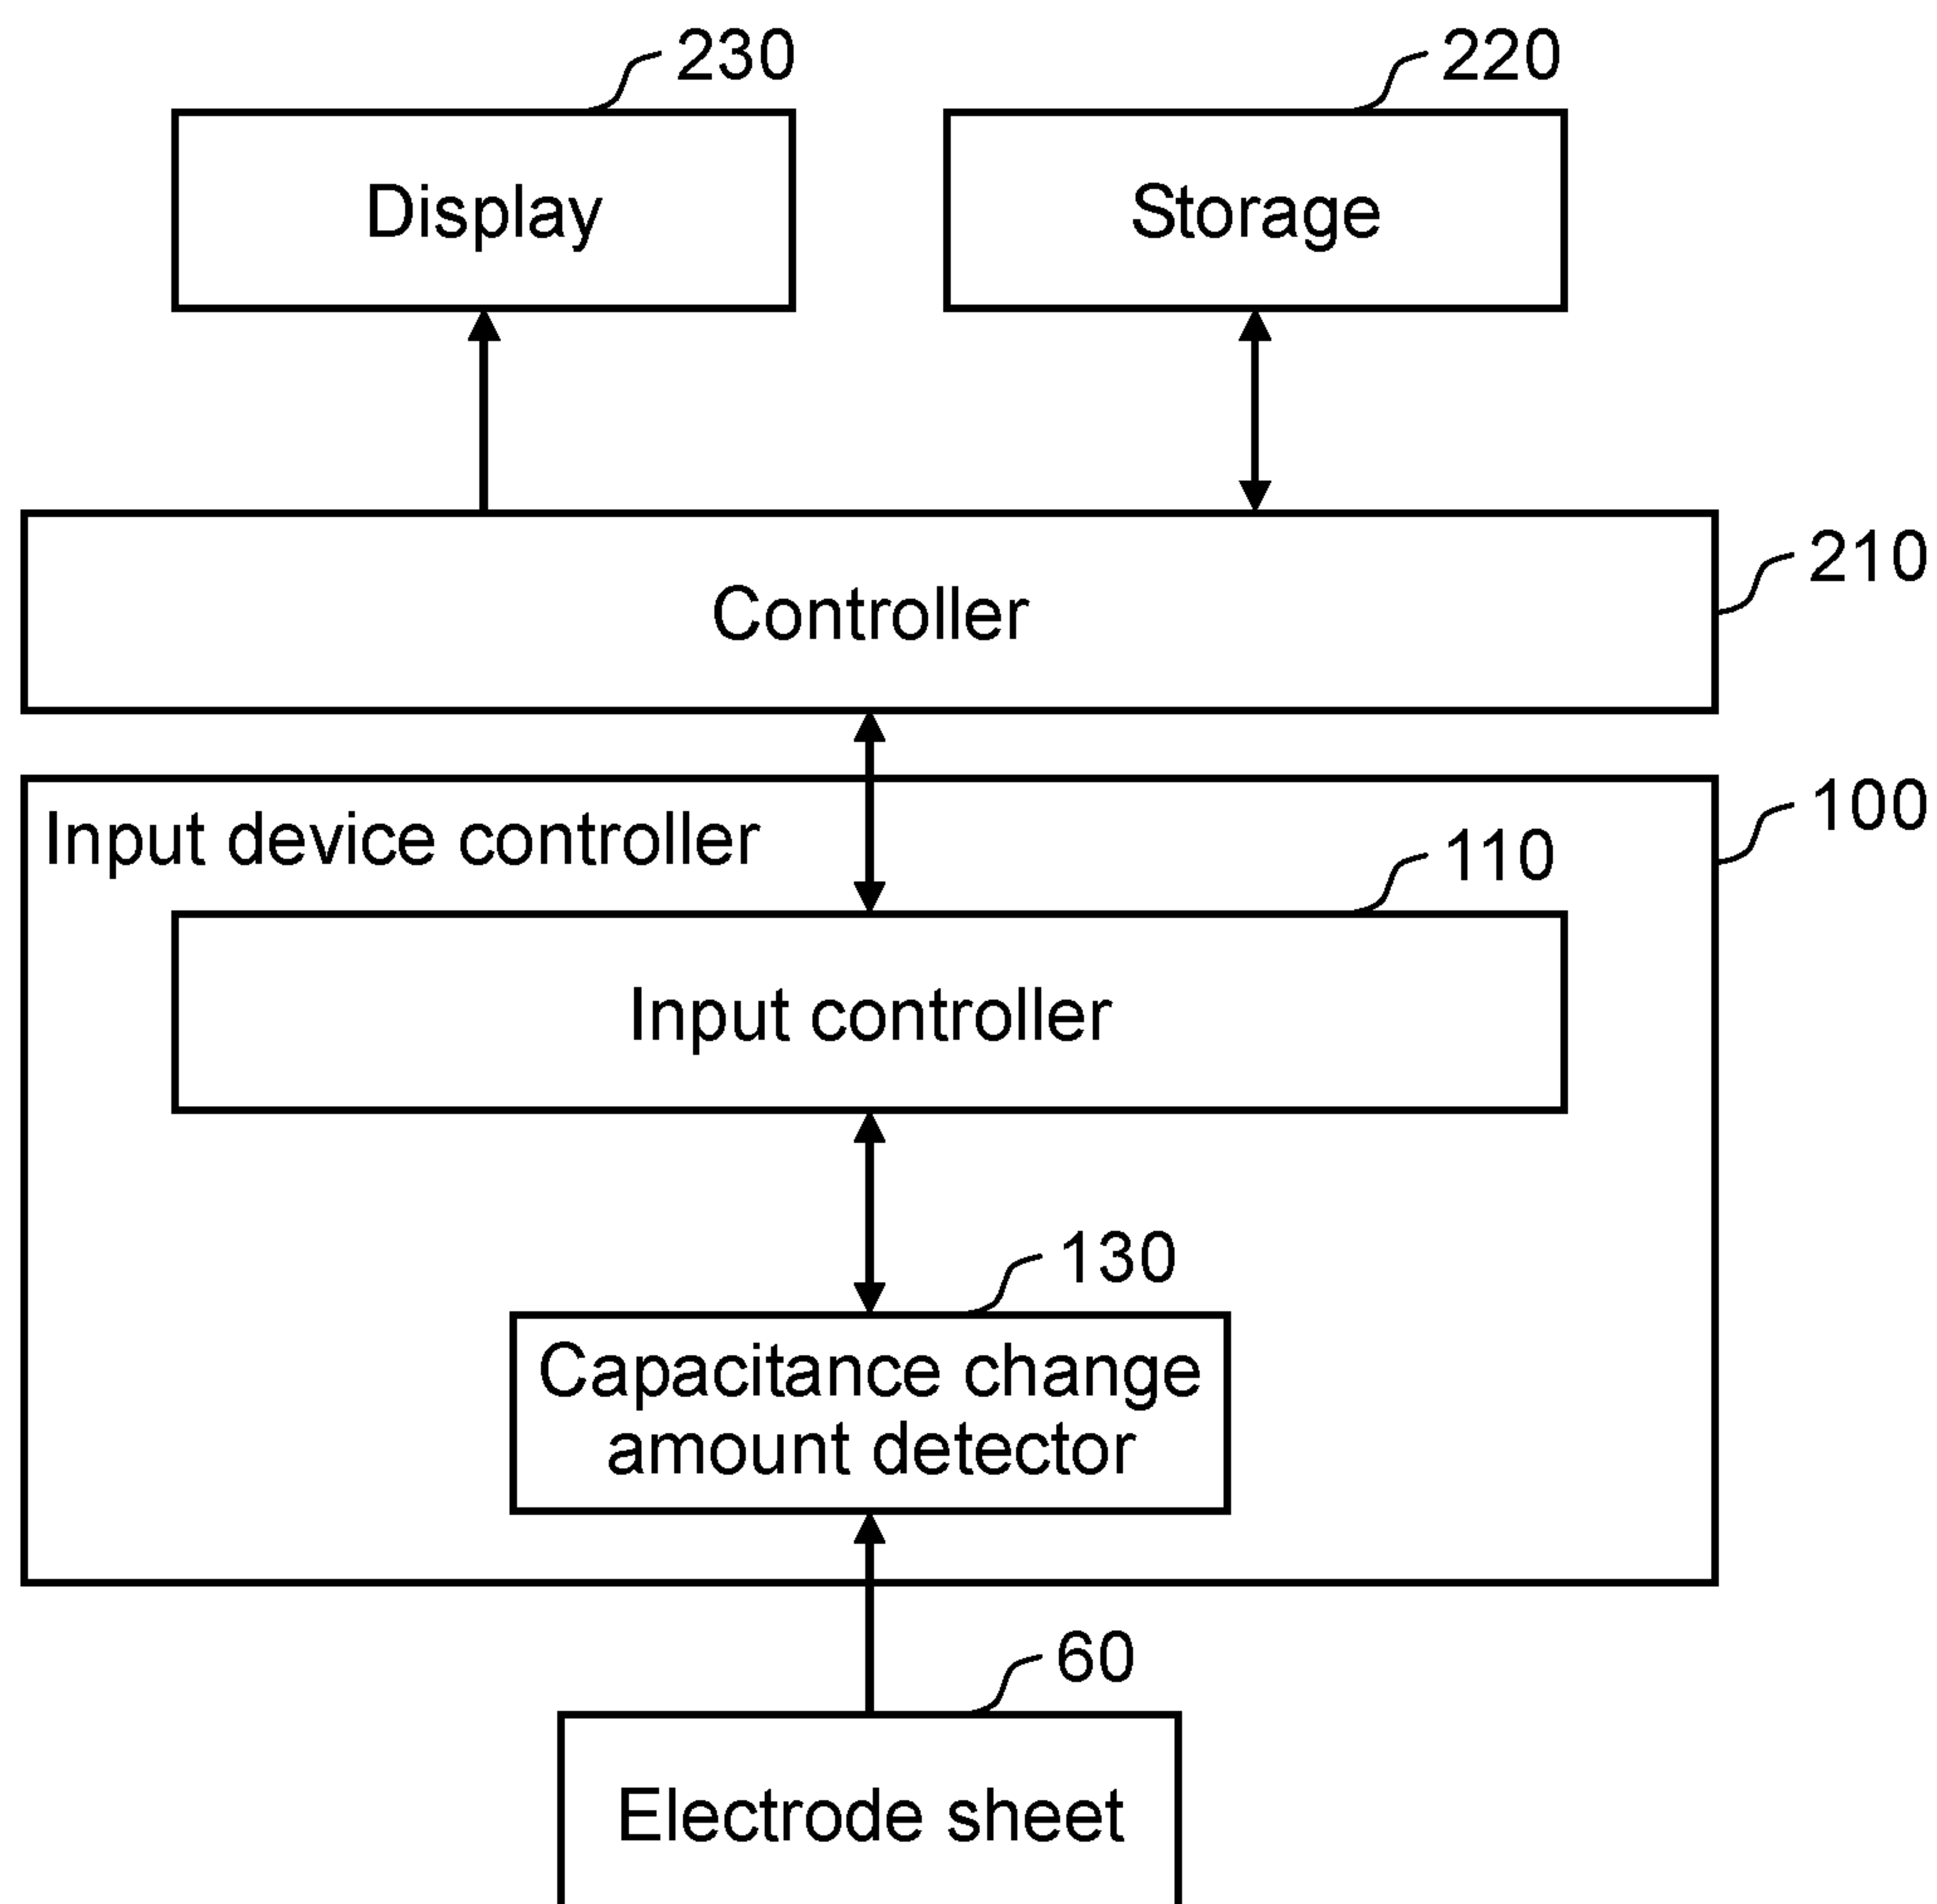 230
220
Display
Storage
Controller
210
Input device controller
100
110
Input controller
130
Capacitance change
amount detector
60
Electrode sheet